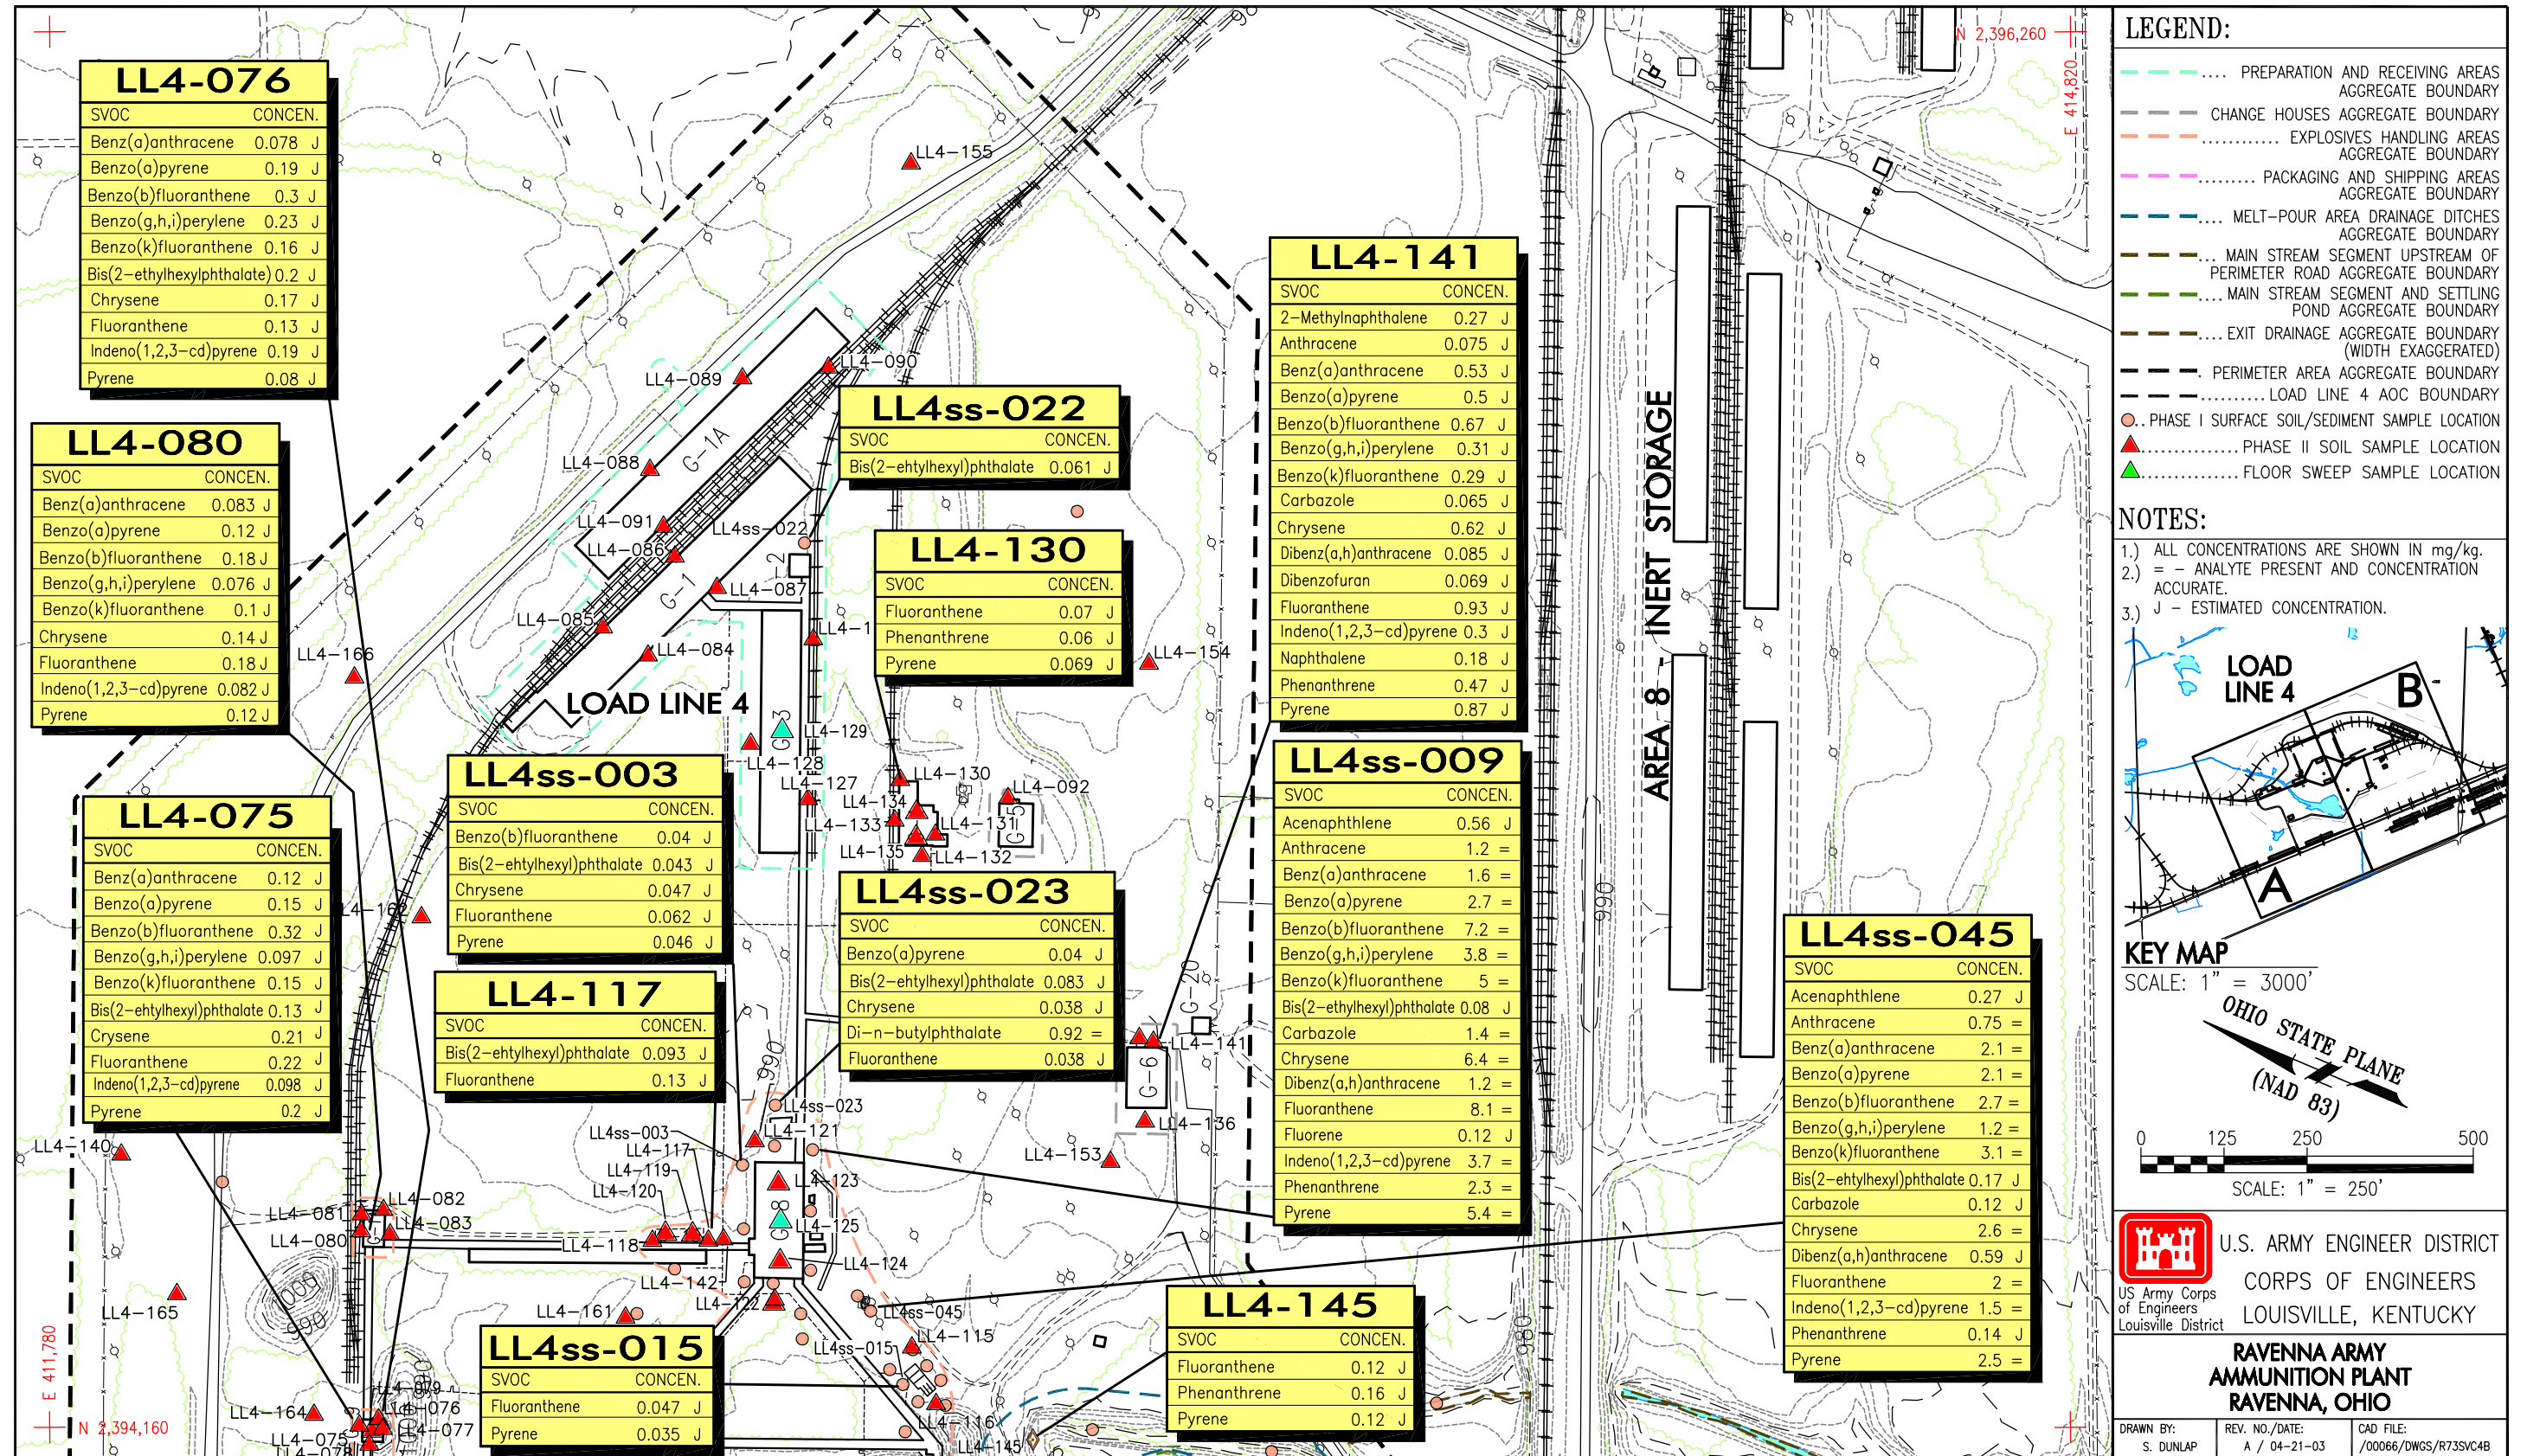 LL4-076
SVOC CONCEN.
Benz(a)anthracene 0.078 J
Benzo(a)pyrene 0.19 J
Benzo(b)fluoranthene 0.3 J
Benzo(g,h,i)perylene 0.23 J
Benzo(k)fluoranthene 0.16 J
Bis(2-ethylhexylphthalate) 0.2 J
Chrysene 0.17 J
Fluoranthene 0.13 J
Indeno(1,2,3-cd)pyrene 0.19 J
Pyrene 0.08 J
LL4-080
SVOC CONCEN.
Benz(a)anthracene 0.083 J
Benzo(a)pyrene 0.12 J
Benzo(b)fluoranthene 0.18 J
Benzo(g,h,i)perylene 0.076 J
Benzo(k)fluoranthene 0.1 J
Chrysene 0.14 J
Fluoranthene 0.18 J
Indeno(1,2,3-cd)pyrene 0.082 J
Pyrene 0.12 J
LL4-075
SVOC CONCEN.
Benz(a)anthracene 0.12 J
Benzo(a)pyrene 0.15 J
Benzo(b)fluoranthene 0.32 J
Benzo(g,h,i)perylene 0.097 J
Benzo(k)fluoranthene 0.15 J
Bis(2-ehtylhexyl)phthalate 0.13 J
Crysene 0.21 J
Fluoranthene 0.22 J
Indeno(1,2,3-cd)pyrene 0.098 J
Pyrene 0.2 J
LL4ss-003
SVOC CONCEN.
Benzo(b)fluoranthene 0.04 J
Bis(2-ehtylhexyl)phthalate 0.043 J
Chrysene 0.047 J
Fluoranthene 0.062 J
Pyrene 0.046 J
LL4-117
SVOC CONCEN.
Bis(2-ehtylhexyl)phthalate 0.093 J
Fluoranthene 0.13 J
LL4ss-015
SVOC CONCEN.
Fluoranthene 0.047 J
Pyrene 0.035 J
LL4ss-022
SVOC CONCEN.
Bis(2-ehtylhexyl)phthalate 0.061 J
LL4-130
SVOC CONCEN.
Fluoranthene 0.07 J
Phenanthrene 0.06 J
Pyrene 0.069 J
LL4ss-023
SVOC CONCEN.
Benzo(a)pyrene 0.04 J
Bis(2-ehtylhexyl)phthalate 0.083 J
Chrysene 0.038 J
Di-n-butylphthalate 0.92 =
Fluoranthene 0.038 J
LL4-145
SVOC CONCEN.
Fluoranthene 0.12 J
Phenanthrene 0.16 J
Pyrene 0.12 J
LL4-141
SVOC CONCEN.
2-Methylnaphthalene 0.27 J
Anthracene 0.075 J
Benz(a)anthracene 0.53 J
Benzo(a)pyrene 0.5 J
Benzo(b)fluoranthene 0.67 J
Benzo(g,h,i)perylene 0.31 J
Benzo(k)fluoranthene 0.29 J
Carbazole 0.065 J
Chrysene 0.62 J
Dibenz(a,h)anthracene 0.085 J
Dibenzofuran 0.069 J
Fluoranthene 0.93 J
Indeno(1,2,3-cd)pyrene 0.3 J
Naphthalene 0.18 J
Phenanthrene 0.47 J
Pyrene 0.87 J
LL4ss-009
SVOC CONCEN.
Acenaphthlene 0.56 J
Anthracene 1.2 =
Benz(a)anthracene 1.6 =
Benzo(a)pyrene 2.7 =
Benzo(b)fluoranthene 7.2 =
Benzo(g,h,i)perylene 3.8 =
Benzo(k)fluoranthene 5 =
Bis(2-ethylhexyl)phthalate 0.08 J
Carbazole 1.4 =
Chrysene 6.4 =
Dibenz(a,h)anthracene 1.2 =
Fluoranthene 8.1 =
Fluorene 0.12 J
Indeno(1,2,3-cd)pyrene 3.7 =
Phenanthrene 2.3 =
Pyrene 5.4 =
LL4ss-045
SVOC CONCEN.
Acenaphthlene 0.27 J
Anthracene 0.75 =
Benz(a)anthracene 2.1 =
Benzo(a)pyrene 2.1 =
Benzo(b)fluoranthene 2.7 =
Benzo(g,h,i)perylene 1.2 =
Benzo(k)fluoranthene 3.1 =
Bis(2-ehtylhexyl)phthalate 0.17 J
Carbazole 0.12 J
Chrysene 2.6 =
Dibenz(a,h)anthracene 0.59 J
Fluoranthene 2 =
Indeno(1,2,3-cd)pyrene 1.5 =
Phenanthrene 0.14 J
Pyrene 2.5 =
LL4-155
LL4-090
LL4-089
LL4-088
G-1A
LL4-091
LL4ss-022
LL4-086
G-1
LL4-087
LL4-085
LL4-084
LL4-166
LL4-1
LL4-154
LOAD LINE 4
LL4-129
LL4-128
LL4-127
LL4-130
LL4-134
LL4-092
LL4-133
LL4-131
LL4-135
LL4-132
G-5
G-20
LL4-141
G-6
LL4-136
LL4-153
990
990
980
AREA 8 - INERT STORAGE
LL4ss-023
LL4ss-003
LL4-121
LL4-117
LL4-119
LL4-120
LL4-123
LL4-125
G-8
LL4-118
LL4-124
LL4-142
LL4-122
LL4-161
LL4ss-045
LL4-115
LL4ss-015
LL4-116
LL4-145
LL4-140
LL4-082
LL4-081
LL4-083
LL4-080
LL4-165
1000
990
LL4-164
LL4-079
LL4-076
LL4-077
LL4-075
LL4-078
E 411,780
N 2,394,160
N 2,396,260
E 414,820
LEGEND:
.... PREPARATION AND RECEIVING AREAS
AGGREGATE BOUNDARY
CHANGE HOUSES AGGREGATE BOUNDARY
............ EXPLOSIVES HANDLING AREAS
AGGREGATE BOUNDARY
........ PACKAGING AND SHIPPING AREAS
AGGREGATE BOUNDARY
.... MELT-POUR AREA DRAINAGE DITCHES
AGGREGATE BOUNDARY
... MAIN STREAM SEGMENT UPSTREAM OF
PERIMETER ROAD AGGREGATE BOUNDARY
.... MAIN STREAM SEGMENT AND SETTLING
POND AGGREGATE BOUNDARY
.... EXIT DRAINAGE AGGREGATE BOUNDARY
(WIDTH EXAGGERATED)
. PERIMETER AREA AGGREGATE BOUNDARY
.......... LOAD LINE 4 AOC BOUNDARY
.. PHASE I SURFACE SOIL/SEDIMENT SAMPLE LOCATION
............... PHASE II SOIL SAMPLE LOCATION
............... FLOOR SWEEP SAMPLE LOCATION
NOTES:
1.) ALL CONCENTRATIONS ARE SHOWN IN mg/kg.
2.) = - ANALYTE PRESENT AND CONCENTRATION
ACCURATE.
3.) J - ESTIMATED CONCENTRATION.
LOAD
LINE 4
B
A
KEY MAP
SCALE: 1" = 3000'
OHIO STATE PLANE
(NAD 83)
0 125 250 500
SCALE: 1" = 250'
U.S. ARMY ENGINEER DISTRICT
CORPS OF ENGINEERS
LOUISVILLE, KENTUCKY
US Army Corps
of Engineers
Louisville District
RAVENNA ARMY
AMMUNITION PLANT
RAVENNA, OHIO
DRAWN BY: REV. NO./DATE: CAD FILE:
S. DUNLAP A / 04-21-03 /00066/DWGS/R73SVC4B